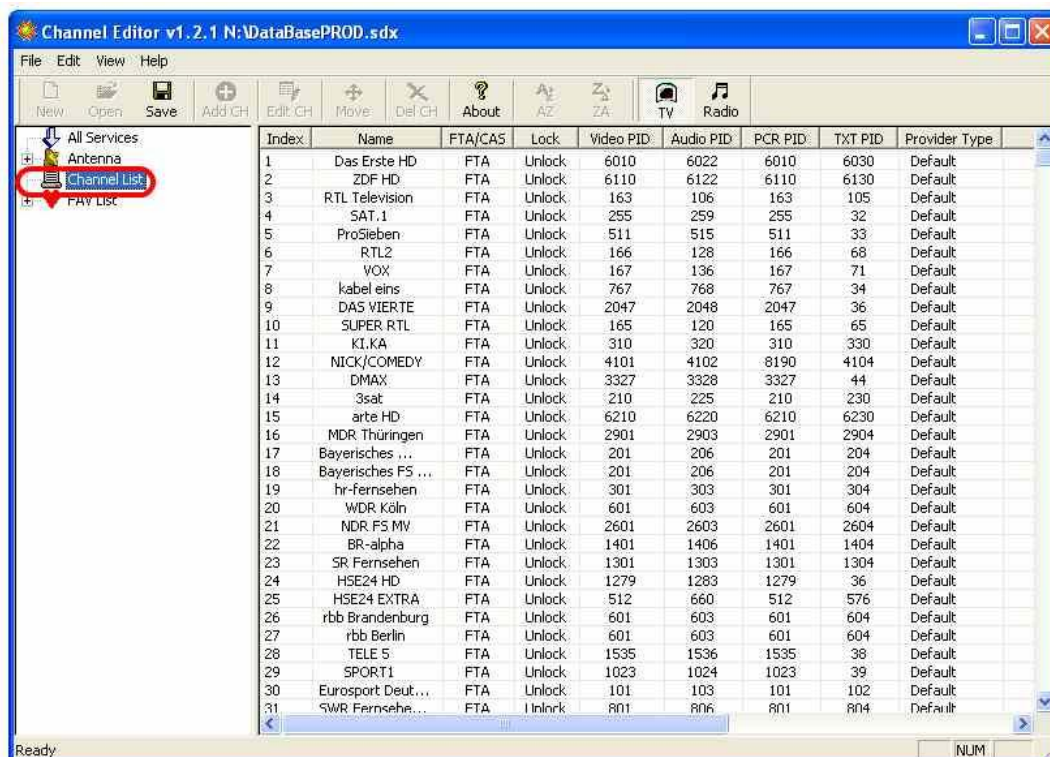 Channel Editor v1.2.1 N:\DataBasePROD.sdx
File Edit View Help
New Open Save Add CH Edit CH Move Del CH About AZ ZA TV Radio
All Services
Antenna
Channel List
FAV List
Index Name FTA/CAS Lock Video PID Audio PID PCR PID TXT PID Provider Type
1 Das Erste HD FTA Unlock 6010 6022 6010 6030 Default
2 ZDF HD FTA Unlock 6110 6122 6110 6130 Default
3 RTL Television FTA Unlock 163 106 163 105 Default
4 SAT.1 FTA Unlock 255 259 255 32 Default
5 ProSieben FTA Unlock 511 515 511 33 Default
6 RTL2 FTA Unlock 166 128 166 68 Default
7 VOX FTA Unlock 167 136 167 71 Default
8 kabel eins FTA Unlock 767 768 767 34 Default
9 DAS VIERTE FTA Unlock 2047 2048 2047 36 Default
10 SUPER RTL FTA Unlock 165 120 165 65 Default
11 KI.KA FTA Unlock 310 320 310 330 Default
12 NICK/COMEDY FTA Unlock 4101 4102 8190 4104 Default
13 DMAX FTA Unlock 3327 3328 3327 44 Default
14 3sat FTA Unlock 210 225 210 230 Default
15 arte HD FTA Unlock 6210 6220 6210 6230 Default
16 MDR Thüringen FTA Unlock 2901 2903 2901 2904 Default
17 Bayerisches ... FTA Unlock 201 206 201 204 Default
18 Bayerisches FS ... FTA Unlock 201 206 201 204 Default
19 hr-fernsehen FTA Unlock 301 303 301 304 Default
20 WDR Köln FTA Unlock 601 603 601 604 Default
21 NDR FS MV FTA Unlock 2601 2603 2601 2604 Default
22 BR-alpha FTA Unlock 1401 1406 1401 1404 Default
23 SR Fernsehen FTA Unlock 1301 1303 1301 1304 Default
24 HSE24 HD FTA Unlock 1279 1283 1279 36 Default
25 HSE24 EXTRA FTA Unlock 512 660 512 576 Default
26 rbb Brandenburg FTA Unlock 601 603 601 604 Default
27 rbb Berlin FTA Unlock 601 603 601 604 Default
28 TELE 5 FTA Unlock 1535 1536 1535 38 Default
29 SPORT1 FTA Unlock 1023 1024 1023 39 Default
30 Eurosport Deut... FTA Unlock 101 103 101 102 Default
31 SWR Fernsehe... FTA Unlock 801 806 801 804 Default
Ready NUM